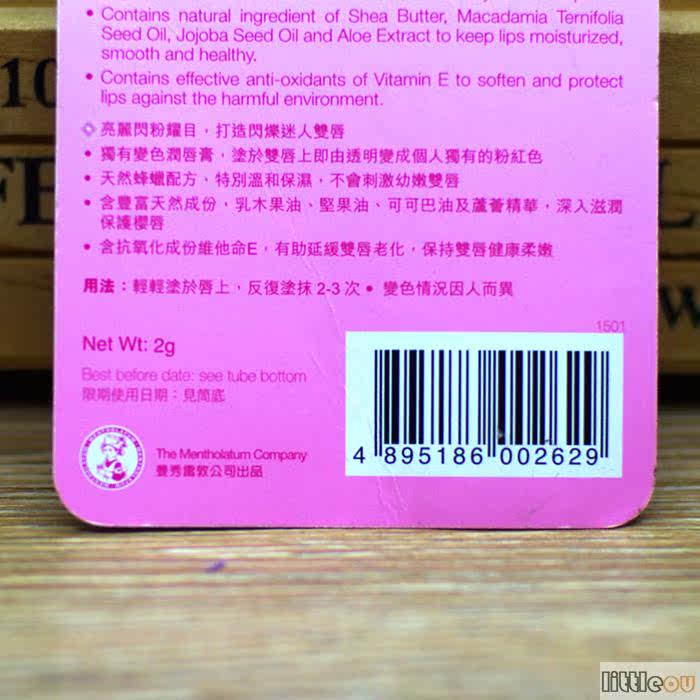 • Contains natural ingredient of Shea Butter, Macadamia Ternifolia
Seed Oil, Jojoba Seed Oil and Aloe Extract to keep lips moisturized,
smooth and healthy.
• Contains effective anti-oxidants of Vitamin E to soften and protect
lips against the harmful environment.
亮麗閃粉耀目，打造閃爍迷人雙唇
• 獨有變色潤唇膏，塗於雙唇上即由透明變成個人獨有的粉紅色
• 天然蜂蠟配方、特別溫和保濕，不會刺激幼嫩雙唇
• 含豐富天然成份，乳木果油、堅果油、可可巴油及蘆薈精華，深入滋潤
保護櫻唇
• 含抗氧化成份維他命E，有助延緩雙唇老化，保持雙唇健康柔嫩
用法：輕輕塗於唇上，反復塗抹 2-3 次 • 變色情況因人而異
1501
Net Wt: 2g
Best before date: see tube bottom
限期使用日期：見筒底
The Mentholatum Company
曼秀雷敦公司出品
4 895186 002629
10
littleou